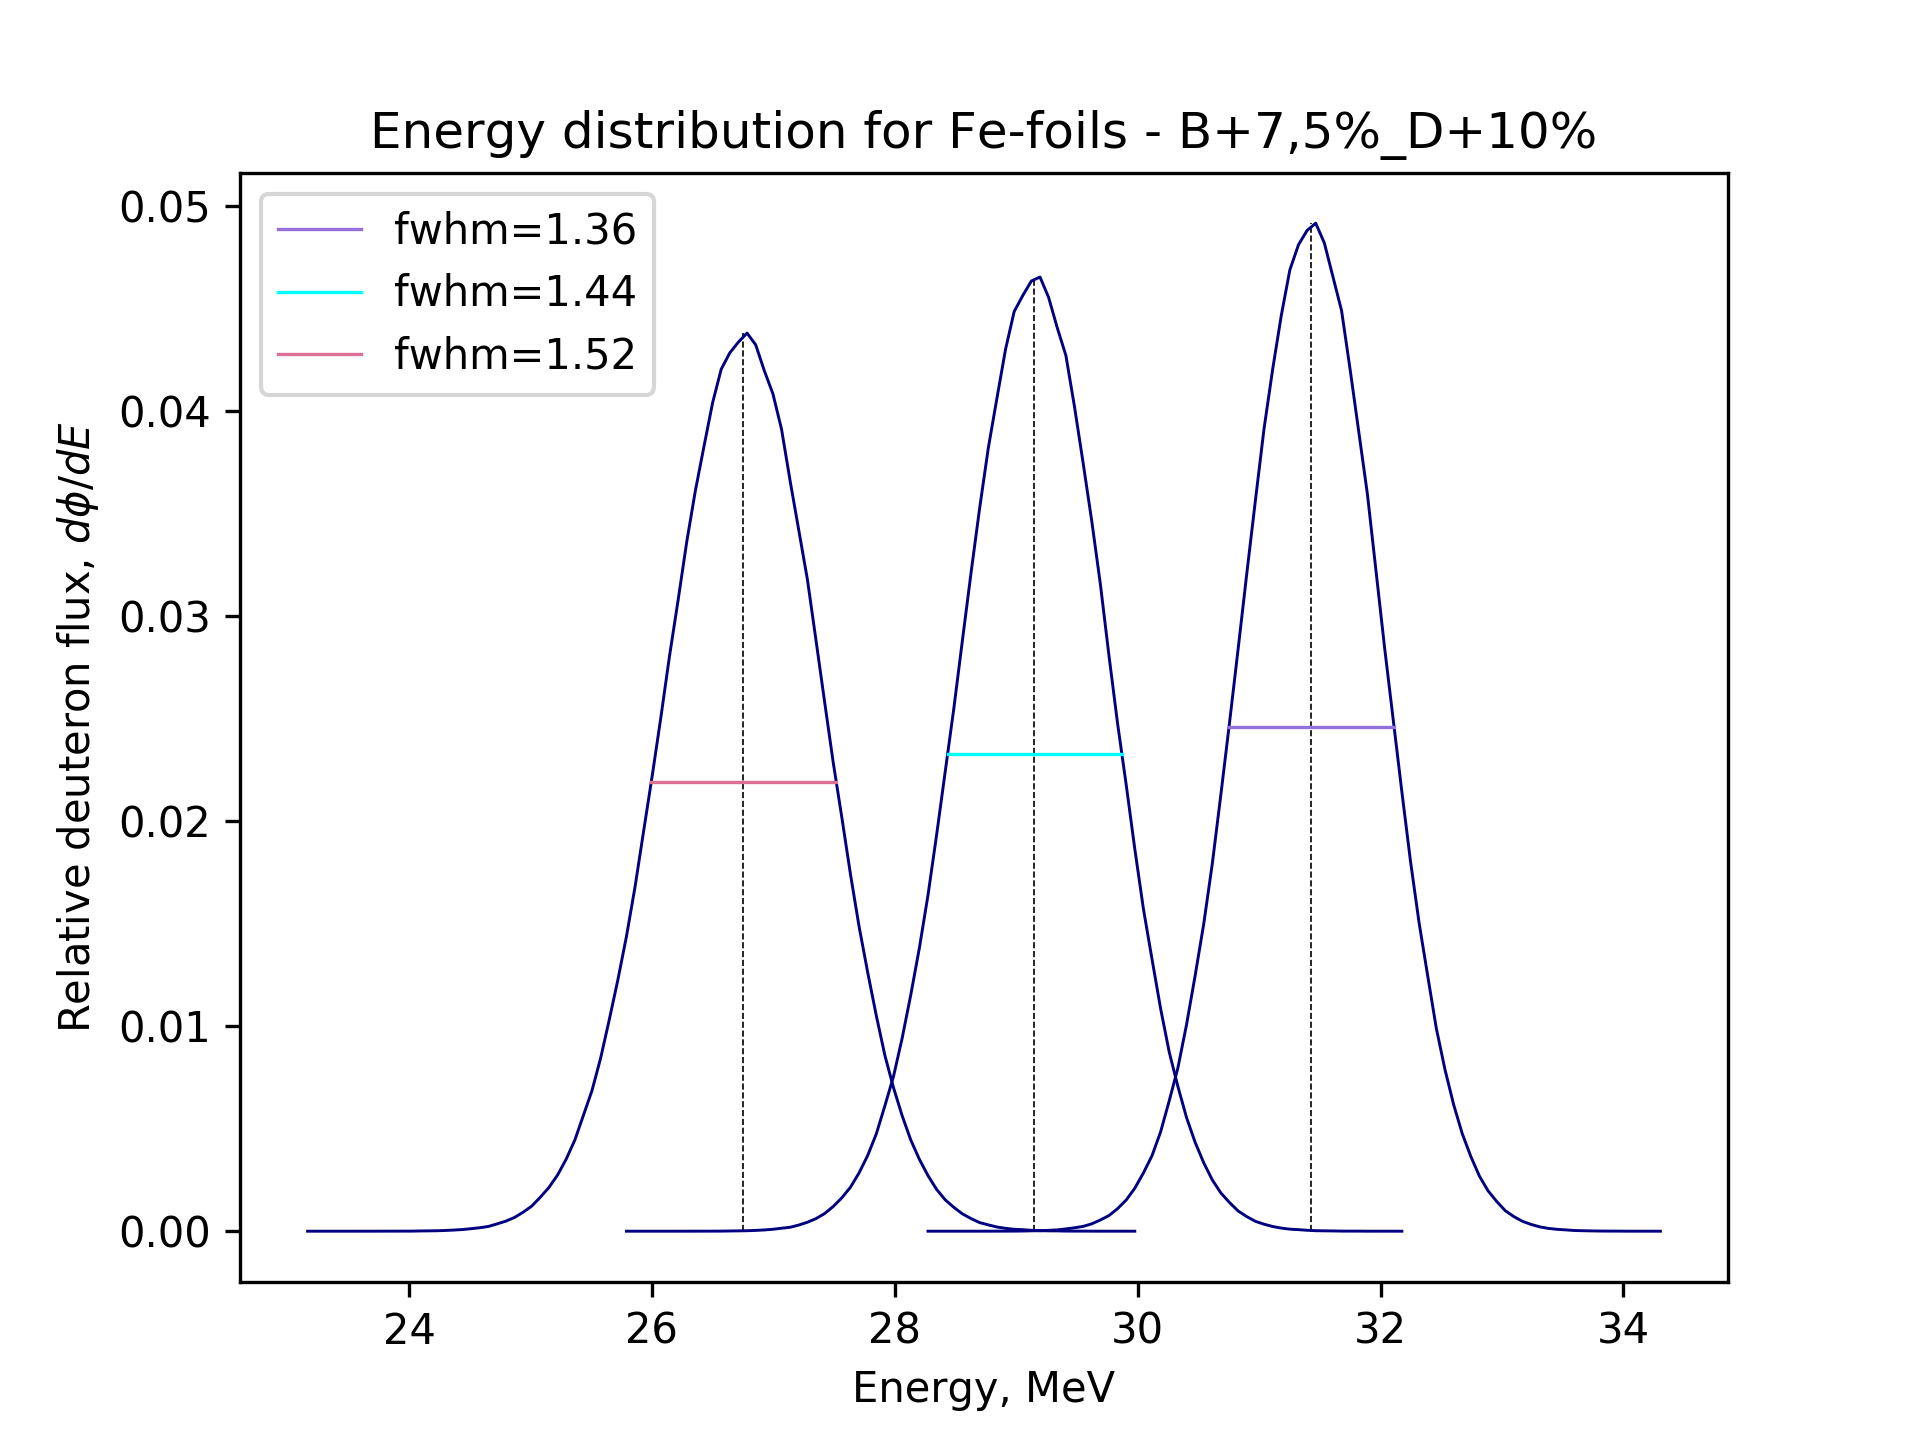 Energy distribution for Fe-foils - B+7,5%_D+10%
fwhm=1.36
fwhm=1.44
fwhm=1.52
Relative deuteron flux, dϕ/dE
0.05
0.04
0.03
0.02
0.01
0.00
24 26 28 30 32 34
Energy, MeV